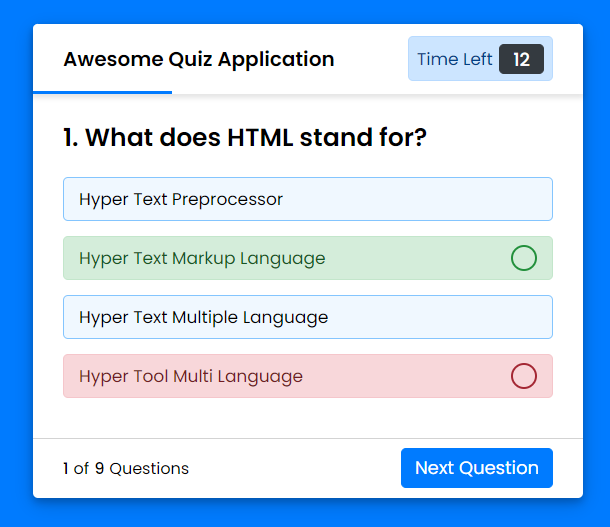 Awesome Quiz Application
Time Left 12
1. What does HTML stand for?
Hyper Text Preprocessor
Hyper Text Markup Language
Hyper Text Multiple Language
Hyper Tool Multi Language
1 of 9 Questions
Next Question